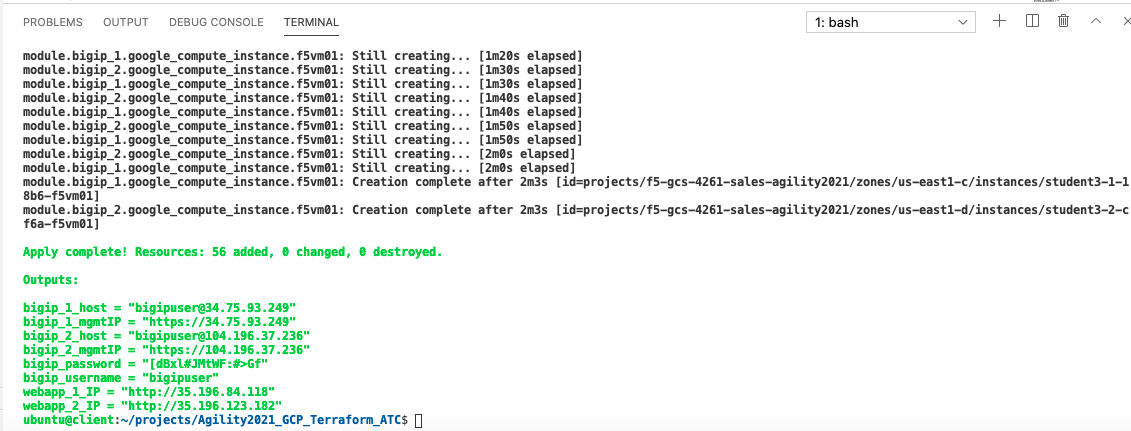 PROBLEMS OUTPUT DEBUG CONSOLE TERMINAL 1: bash
module.bigip_1.google_compute_instance.f5vm01: Still creating... [1m20s elapsed]
module.bigip_2.google_compute_instance.f5vm01: Still creating... [1m30s elapsed]
module.bigip_1.google_compute_instance.f5vm01: Still creating... [1m30s elapsed]
module.bigip_2.google_compute_instance.f5vm01: Still creating... [1m40s elapsed]
module.bigip_1.google_compute_instance.f5vm01: Still creating... [1m40s elapsed]
module.bigip_2.google_compute_instance.f5vm01: Still creating... [1m50s elapsed]
module.bigip_1.google_compute_instance.f5vm01: Still creating... [1m50s elapsed]
module.bigip_2.google_compute_instance.f5vm01: Still creating... [2m0s elapsed]
module.bigip_1.google_compute_instance.f5vm01: Still creating... [2m0s elapsed]
module.bigip_1.google_compute_instance.f5vm01: Creation complete after 2m3s [id=projects/f5-gcs-4261-sales-agility2021/zones/us-east1-c/instances/student3-1-1
8b6-f5vm01]
module.bigip_2.google_compute_instance.f5vm01: Creation complete after 2m3s [id=projects/f5-gcs-4261-sales-agility2021/zones/us-east1-d/instances/student3-2-c
f6a-f5vm01]
Apply complete! Resources: 56 added, 0 changed, 0 destroyed.
Outputs:
bigip_1_host = "bigipuser@34.75.93.249"
bigip_1_mgmtIP = "https://34.75.93.249"
bigip_2_host = "bigipuser@104.196.37.236"
bigip_2_mgmtIP = "https://104.196.37.236"
bigip_password = "[dBxl#JMtWF:#>Gf"
bigip_username = "bigipuser"
webapp_1_IP = "http://35.196.84.118"
webapp_2_IP = "http://35.196.123.182"
ubuntu@client:~/projects/Agility2021_GCP_Terraform_ATC$